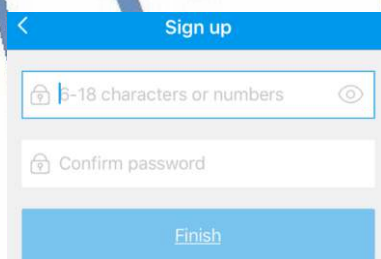 Sign up
6-18 characters or numbers
Confirm password
Finish